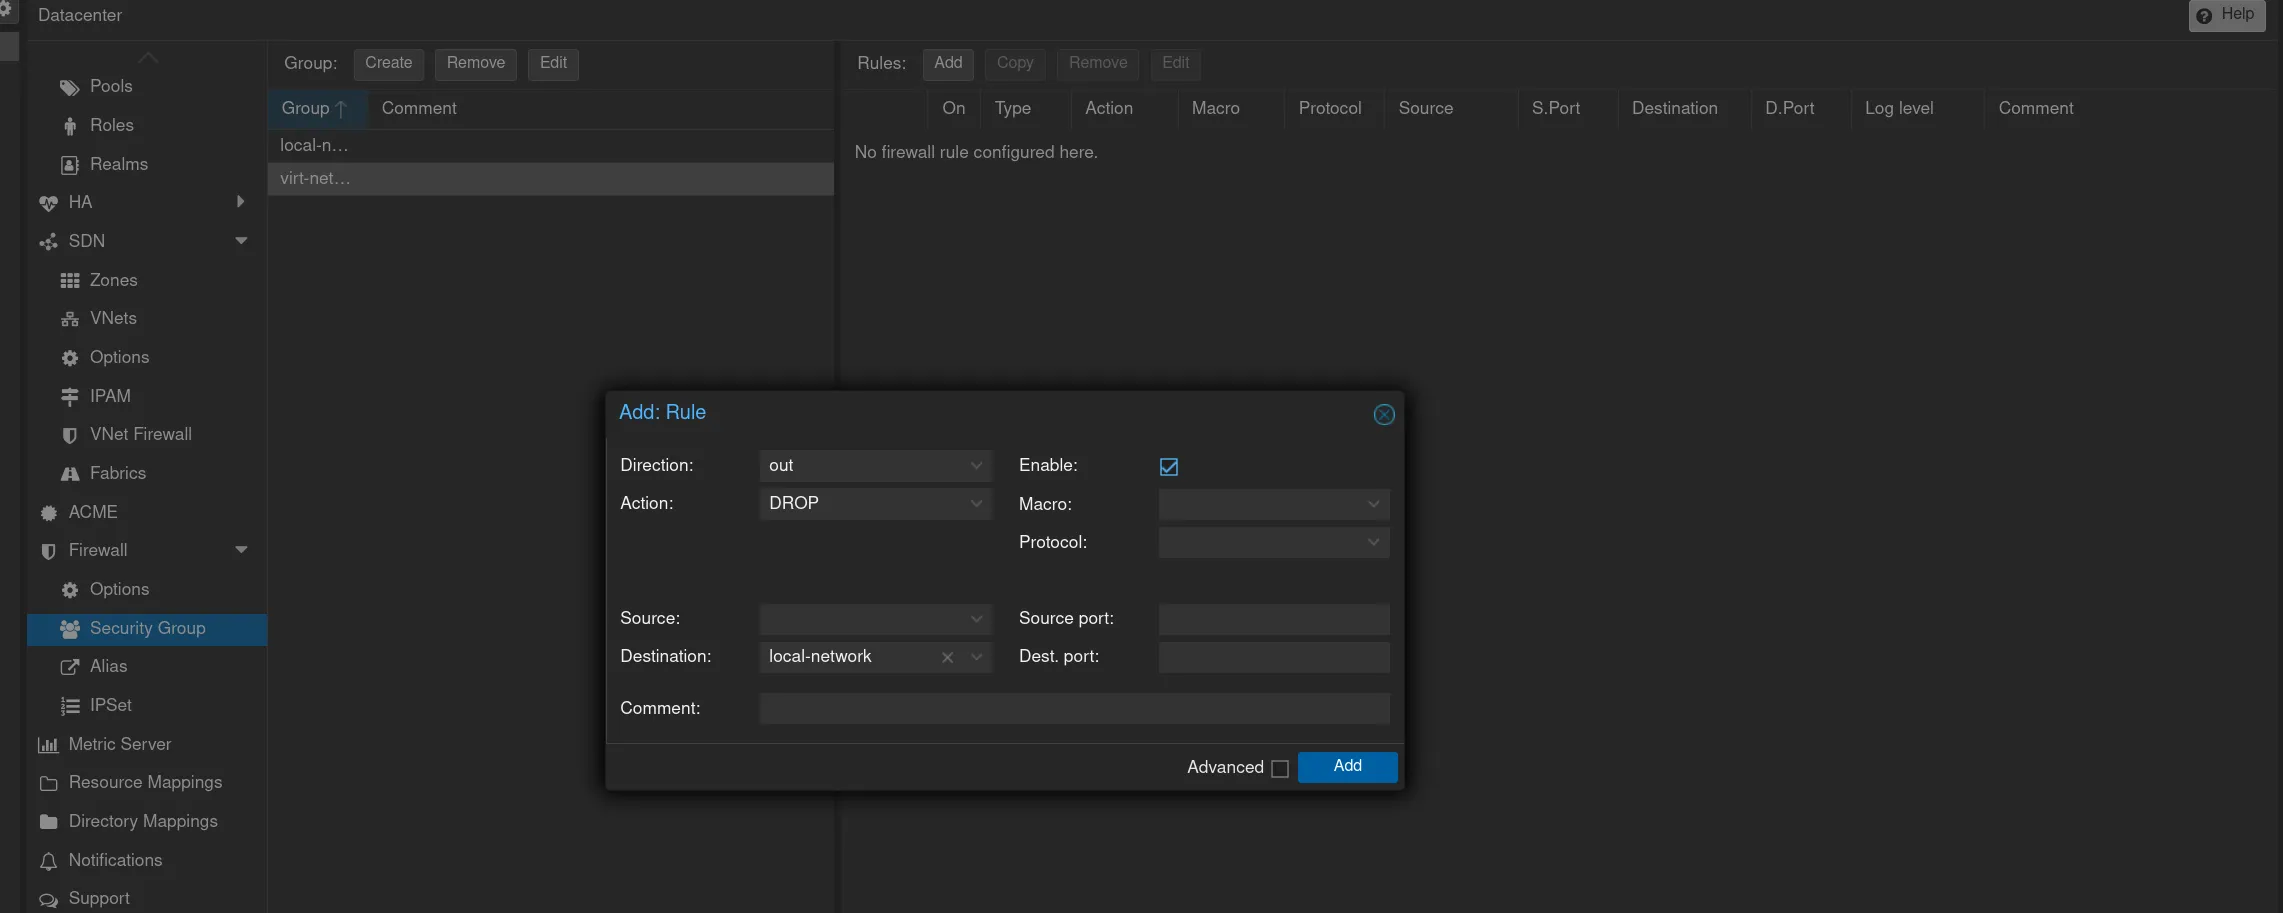 Datacenter
Help
Pools
Roles
Realms
HA
SDN
Zones
VNets
Options
IPAM
VNet Firewall
Fabrics
ACME
Firewall
Options
Security Group
Alias
IPSet
Metric Server
Resource Mappings
Directory Mappings
Notifications
Support
Group: Create Remove Edit
Group Comment
local-n...
virt-net...
Rules: Add Copy Remove Edit
On Type Action Macro Protocol Source S.Port Destination D.Port Log level Comment
No firewall rule configured here.
Add: Rule
Direction: out Enable:
Action: DROP Macro:
Protocol:
Source: Source port:
Destination: local-network Dest. port:
Comment:
Advanced Add